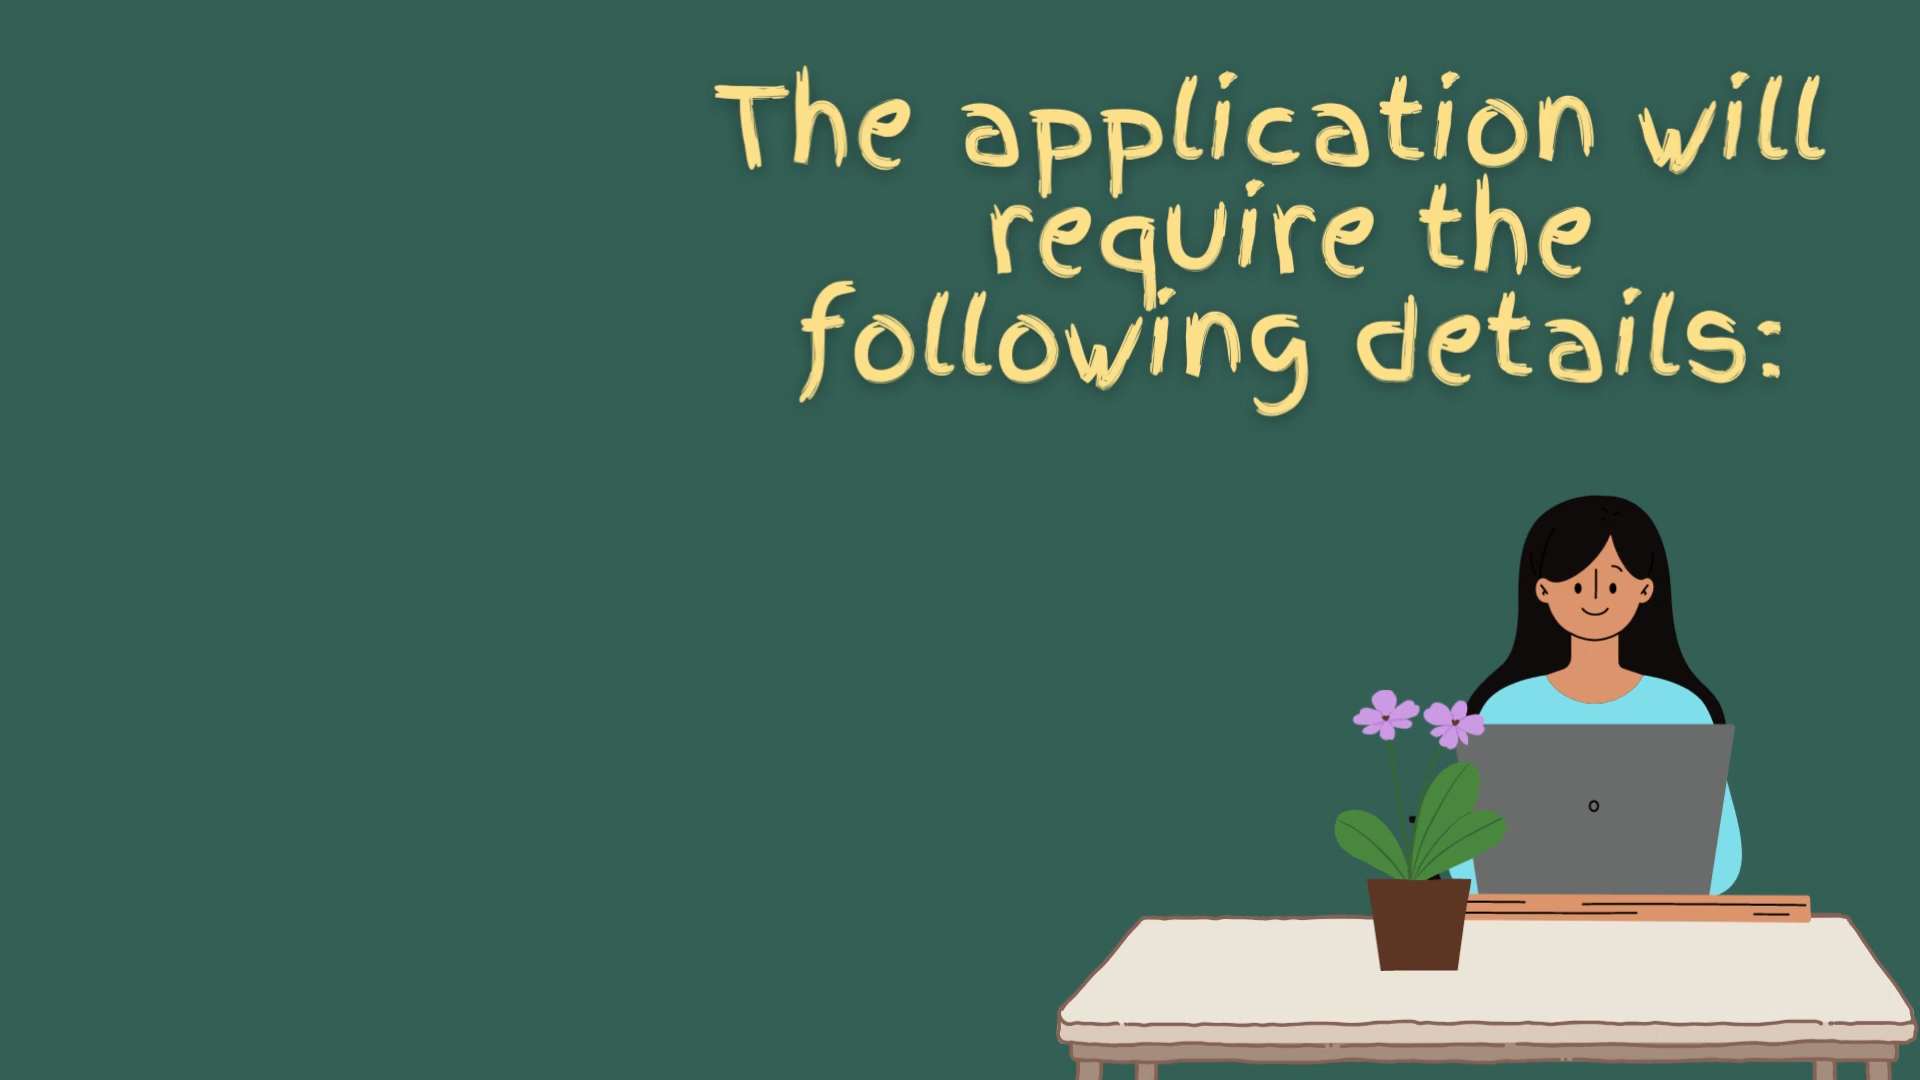 The application will
require the
following details: